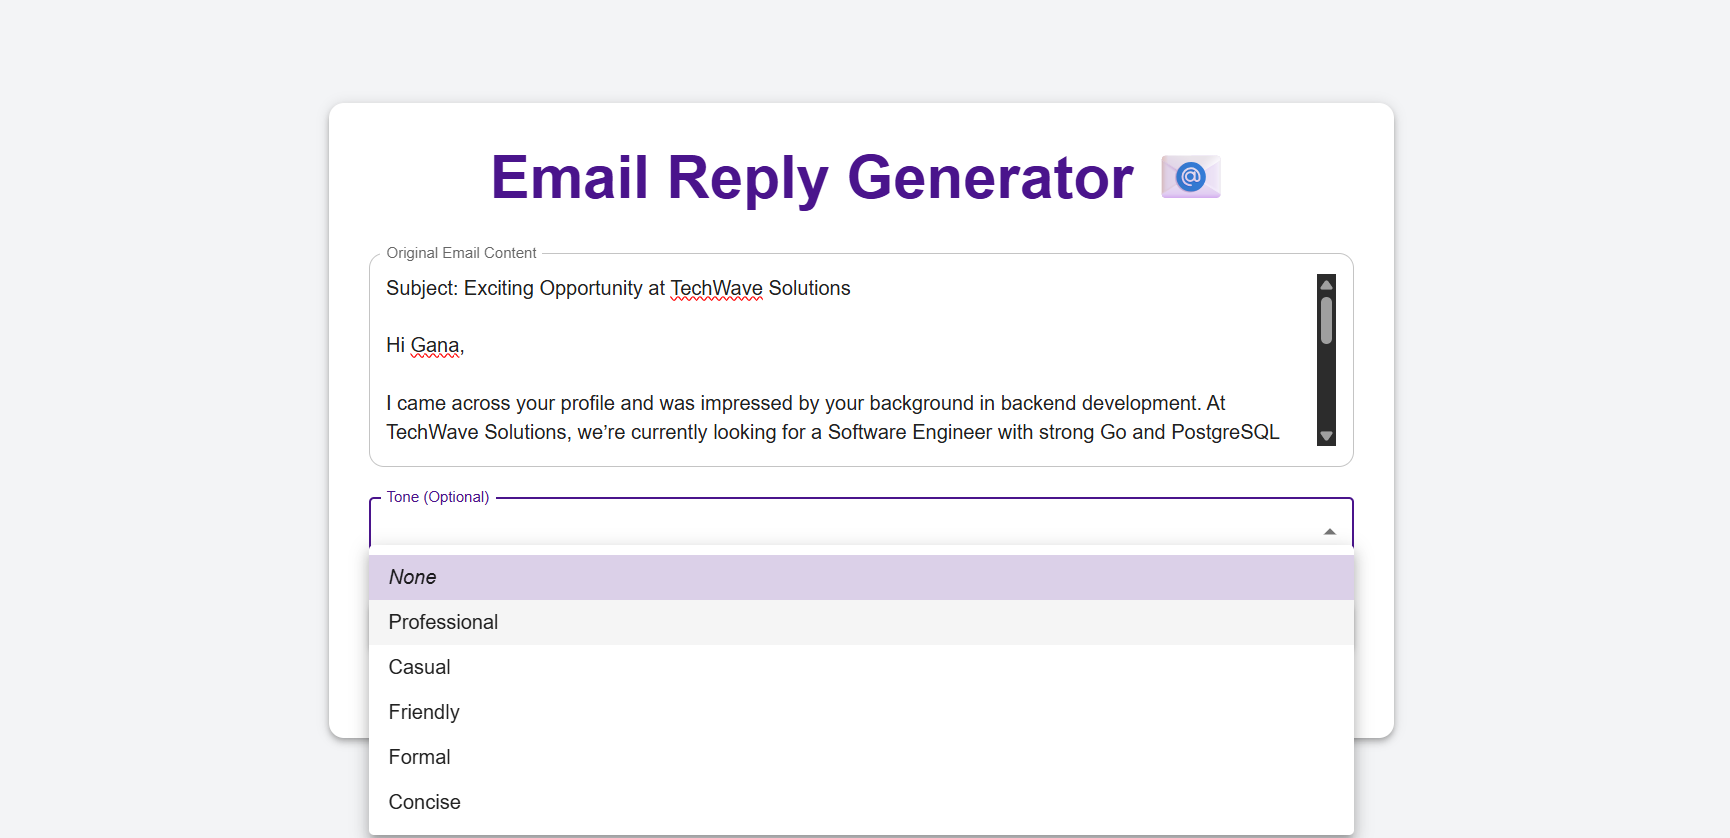 Email Reply Generator
Original Email Content
Subject: Exciting Opportunity at TechWave Solutions
Hi Gana,
I came across your profile and was impressed by your background in backend development. At
TechWave Solutions, we’re currently looking for a Software Engineer with strong Go and PostgreSQL
Tone (Optional)
None
Professional
Casual
Friendly
Formal
Concise